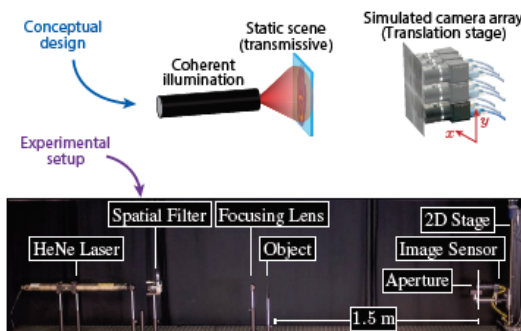 Conceptual
design
Coherent
illumination
Static scene
(transmissive)
Simulated camera array
(Translation stage)
x
y
Experimental
setup
Spatial Filter
Focusing Lens
2D Stage
HeNe Laser
Object
Image Sensor
Aperture
1.5 m